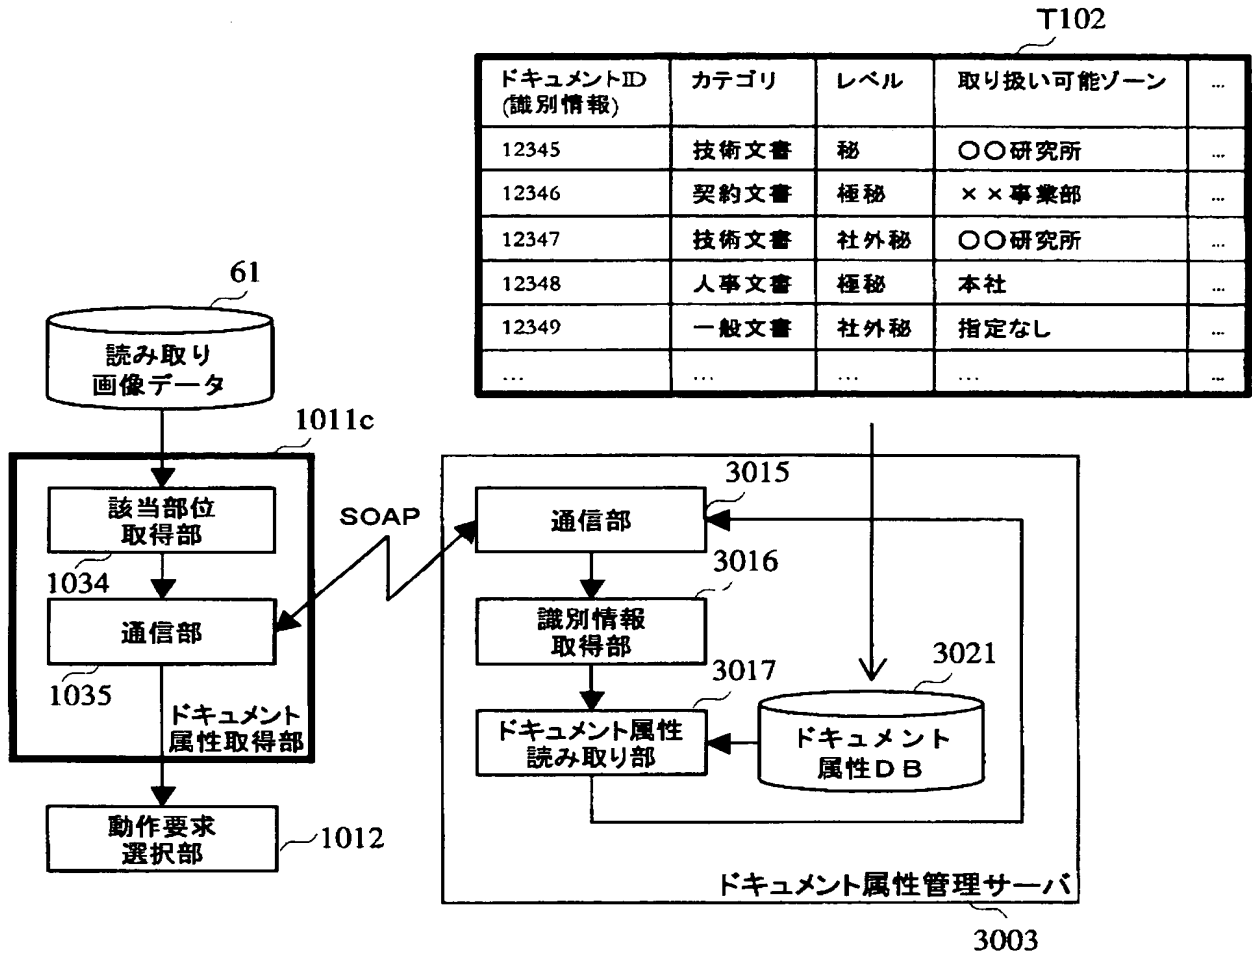 T102
ドキュメントID カテゴリ レベル 取り扱い可能ゾーン ...
(識別情報)
12345 技術文書 秘 〇〇研究所 ...
12346 契約文書 極秘 ××事業部 ...
12347 技術文書 社外秘 〇〇研究所 ...
12348 人事文書 極秘 本社 ...
12349 一般文書 社外秘 指定なし ...
... ... ... ... ...
61
読み取り
画像データ
1011c
該当部位
取得部
1034
通信部
1035
ドキュメント
属性取得部
動作要求
選択部
1012
SOAP
3015
通信部
3016
識別情報
取得部
3017
ドキュメント属性
読み取り部
3021
ドキュメント
属性DB
ドキュメント属性管理サーバ
3003